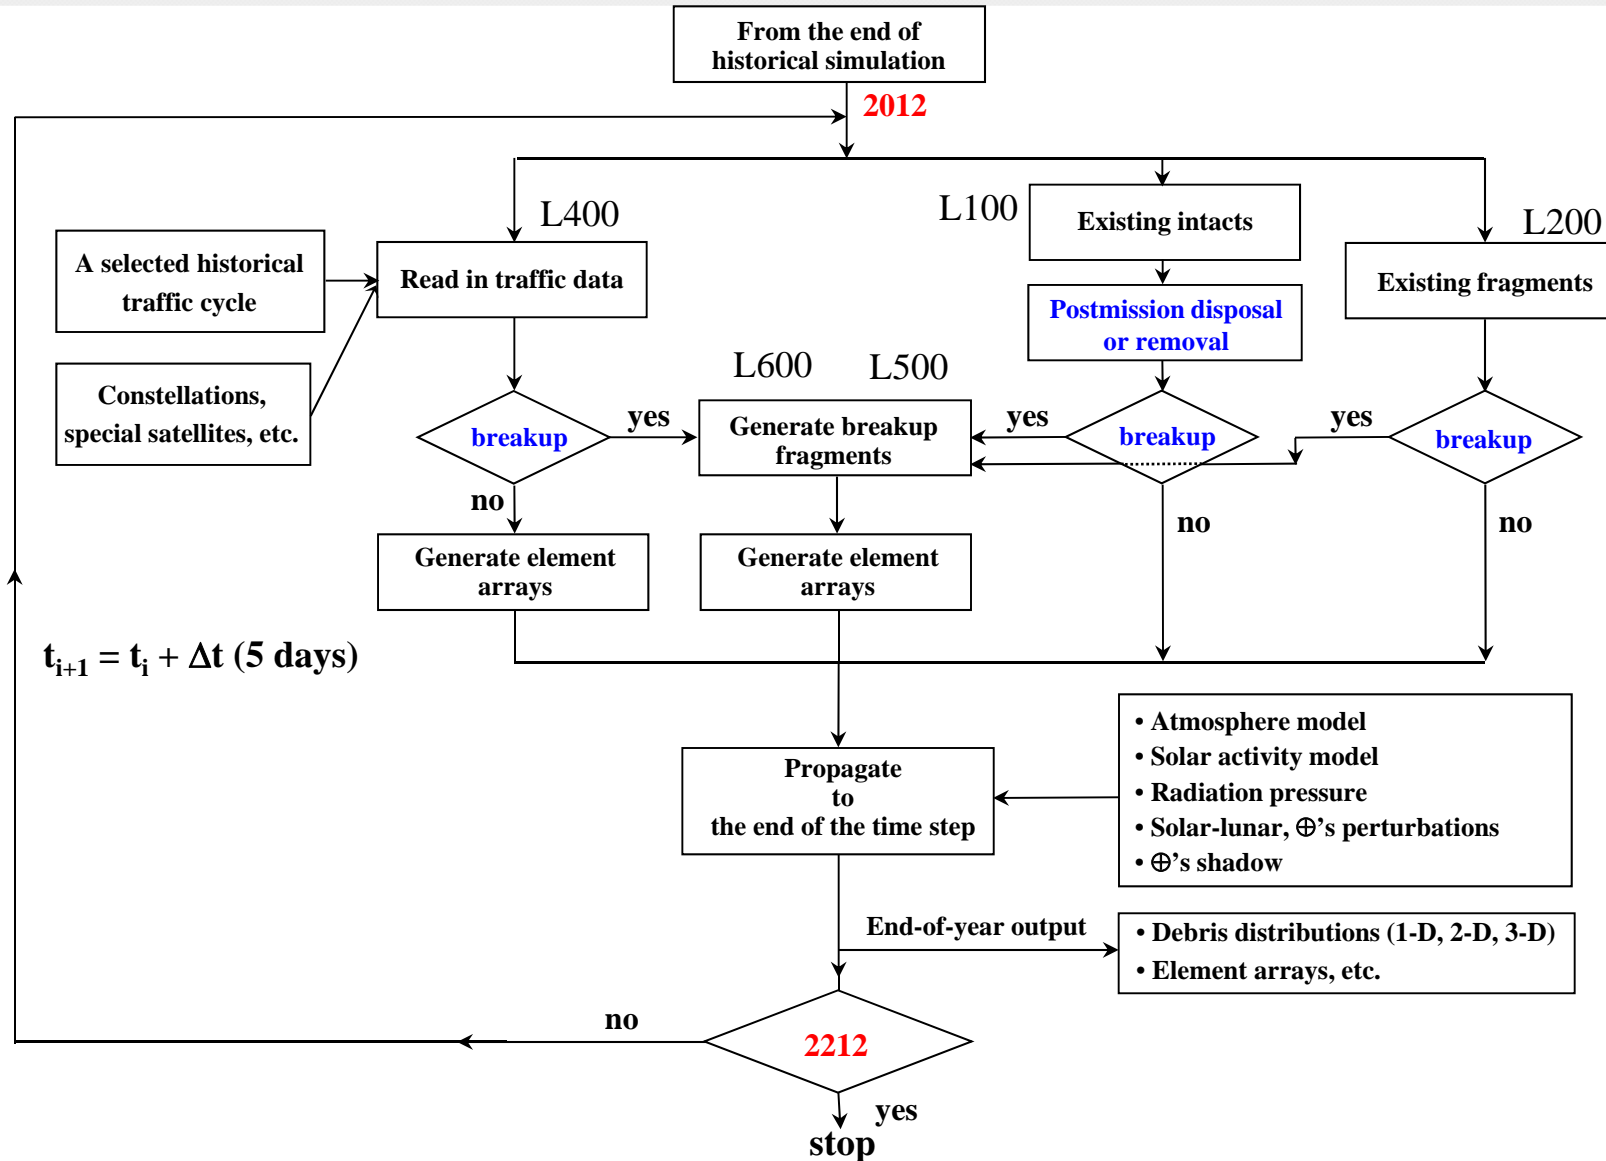 From the end of
historical simulation
2012
L400
L100
L200
A selected historical
traffic cycle
Read in traffic data
Existing intacts
Existing fragments
Postmission disposal
or removal
Constellations,
special satellites, etc.
L600
L500
breakup
yes
Generate breakup
fragments
yes
breakup
yes
breakup
no
no
no
Generate element
arrays
Generate element
arrays
tᵢ₊₁ = tᵢ + Δt (5 days)
Propagate
to
the end of the time step
• Atmosphere model
• Solar activity model
• Radiation pressure
• Solar-lunar, ⊕’s perturbations
• ⊕’s shadow
End-of-year output
• Debris distributions (1-D, 2-D, 3-D)
• Element arrays, etc.
no
2212
yes
stop